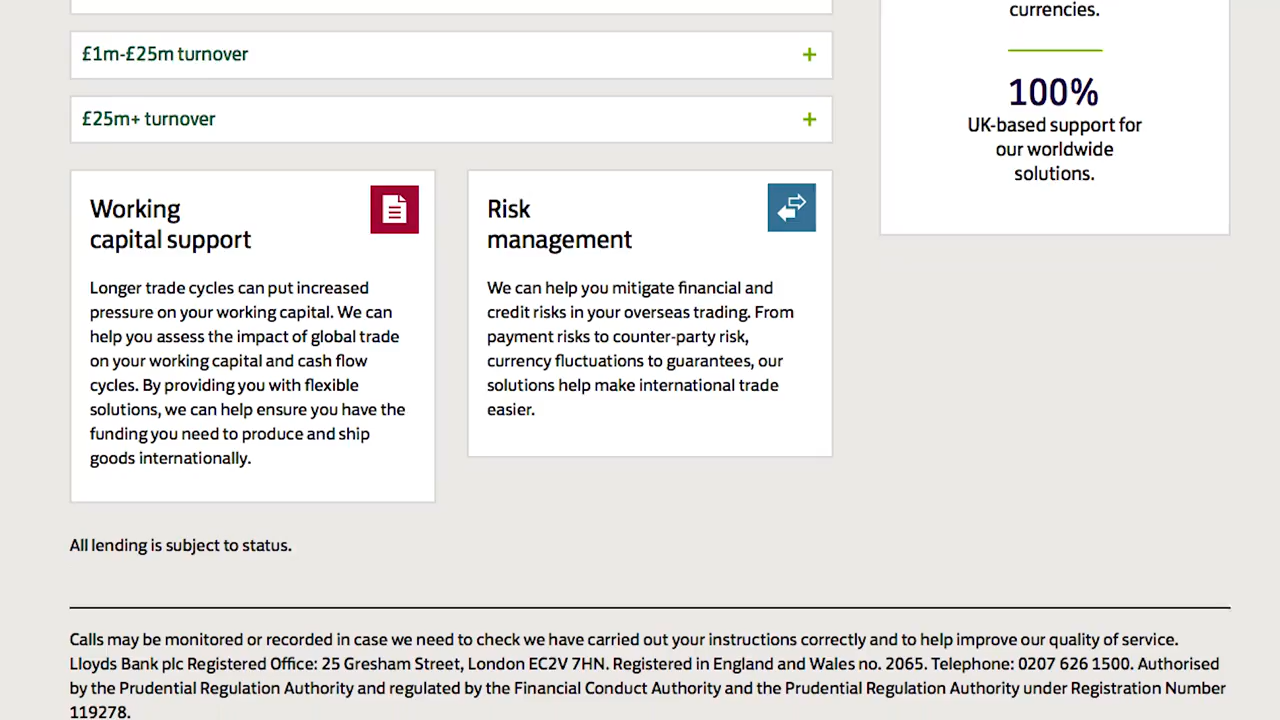 currencies.
£1m-£25m turnover
+
£25m+ turnover
+
100%
UK-based support for
our worldwide
solutions.
Working
capital support
Longer trade cycles can put increased
pressure on your working capital. We can
help you assess the impact of global trade
on your working capital and cash flow
cycles. By providing you with flexible
solutions, we can help ensure you have the
funding you need to produce and ship
goods internationally.
Risk
management
We can help you mitigate financial and
credit risks in your overseas trading. From
payment risks to counter-party risk,
currency fluctuations to guarantees, our
solutions help make international trade
easier.
All lending is subject to status.
Calls may be monitored or recorded in case we need to check we have carried out your instructions correctly and to help improve our quality of service.
Lloyds Bank plc Registered Office: 25 Gresham Street, London EC2V 7HN. Registered in England and Wales no. 2065. Telephone: 0207 626 1500. Authorised
by the Prudential Regulation Authority and regulated by the Financial Conduct Authority and the Prudential Regulation Authority under Registration Number
119278.